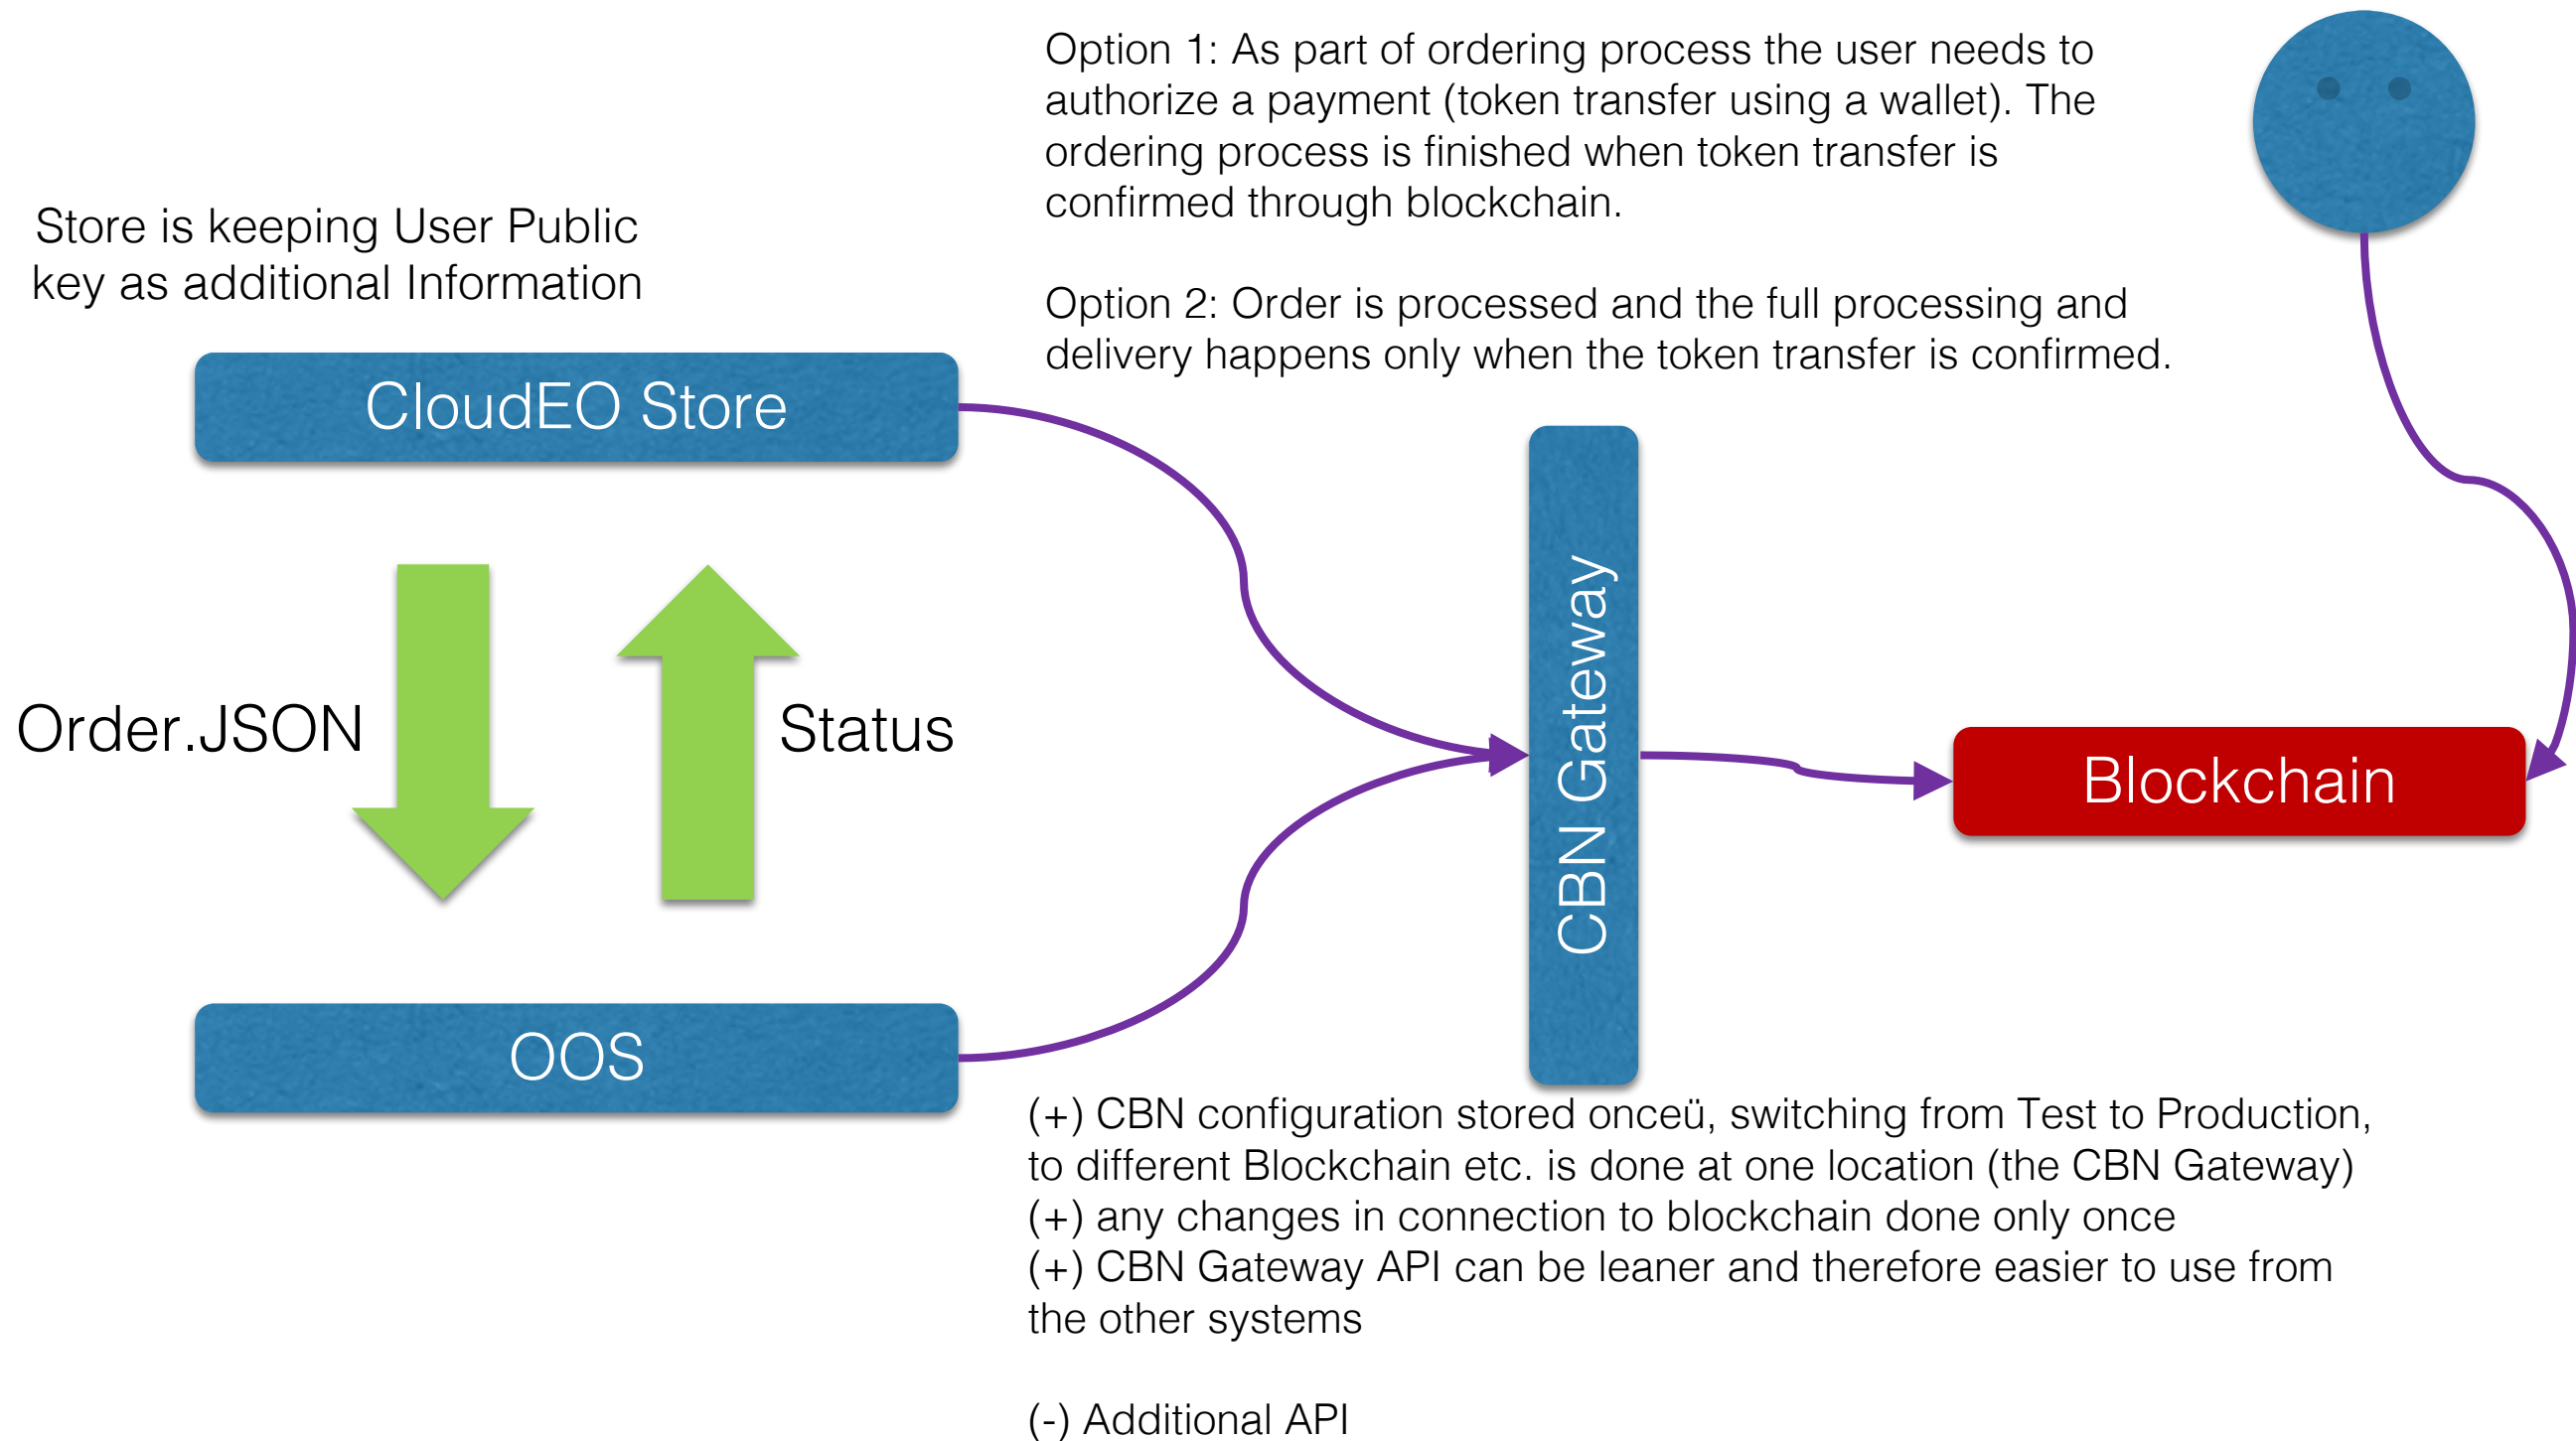 Option 1: As part of ordering process the user needs to
authorize a payment (token transfer using a wallet). The
ordering process is finished when token transfer is
confirmed through blockchain.
Option 2: Order is processed and the full processing and
delivery happens only when the token transfer is confirmed.
Store is keeping User Public
key as additional Information
CloudEO Store
Order.JSON
Status
OOS
CBN Gateway
Blockchain
(+) CBN configuration stored onceü, switching from Test to Production,
to different Blockchain etc. is done at one location (the CBN Gateway)
(+) any changes in connection to blockchain done only once
(+) CBN Gateway API can be leaner and therefore easier to use from
the other systems
(-) Additional API